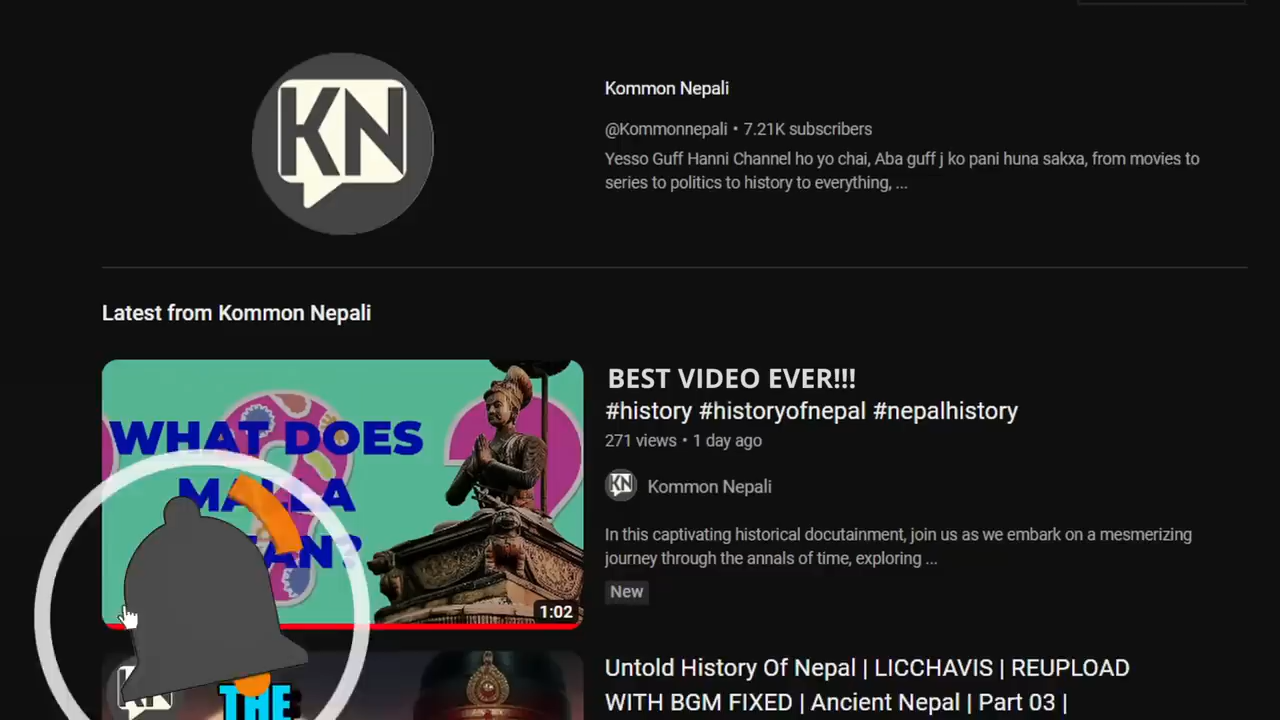 KN
Kommon Nepali
@Kommonnepali • 7.21K subscribers
Yesso Guff Hanni Channel ho yo chai, Aba guff j ko pani huna sakxa, from movies to
series to politics to history to everything, ...
Latest from Kommon Nepali
WHAT DOES
MALLA
1:02
BEST VIDEO EVER!!!
#history #historyofnepal #nepalhistory
271 views • 1 day ago
KN
Kommon Nepali
In this captivating historical docutainment, join us as we embark on a mesmerizing
journey through the annals of time, exploring ...
New
THE
Untold History Of Nepal | LICCHAVIS | REUPLOAD
WITH BGM FIXED | Ancient Nepal | Part 03 |